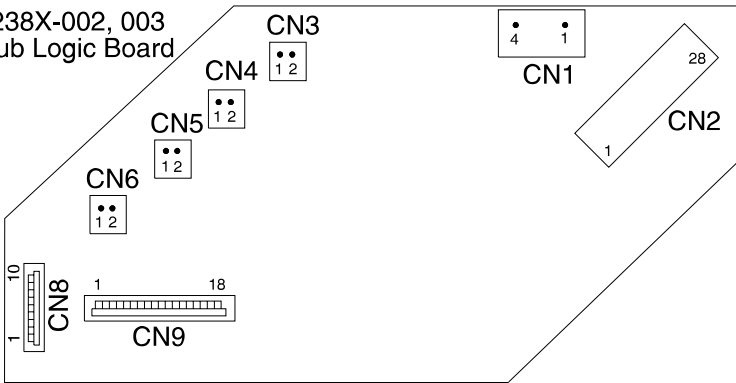 238X-002, 003
ub Logic Board
CN3
1 2
CN4
1 2
CN5
1 2
CN6
1 2
4 1
CN1
28
CN2
1
10
CN8
1
1 18
CN9